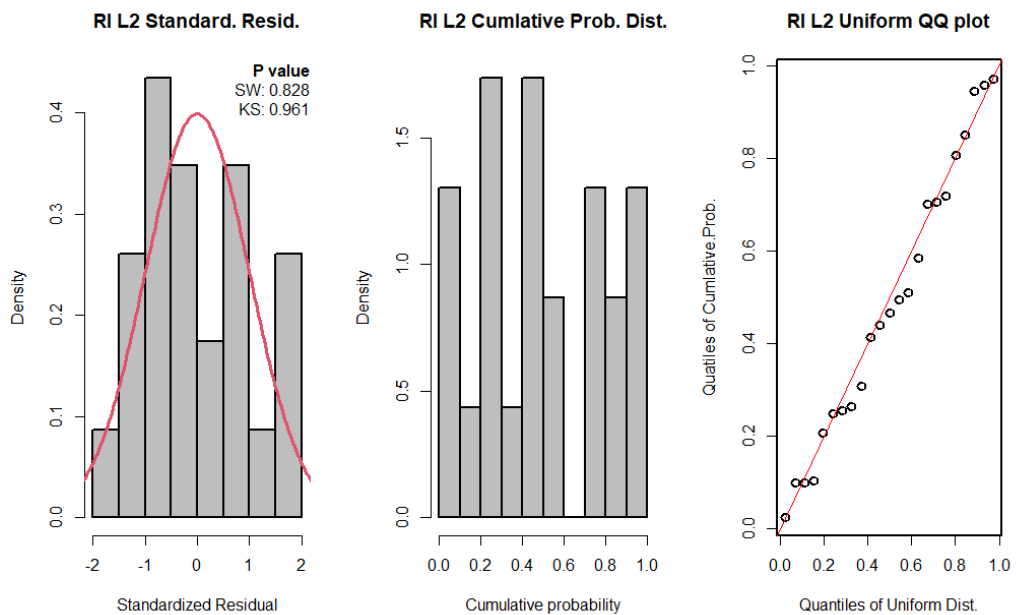 RI L2 Standard. Resid.
P value
SW: 0.828
KS: 0.961
Density
0.0
0.1
0.2
0.3
0.4
-2
-1
0
1
2
Standardized Residual
RI L2 Cumlative Prob. Dist.
Density
0.0
0.5
1.0
1.5
0.0
0.2
0.4
0.6
0.8
1.0
Cumulative probability
RI L2 Uniform QQ plot
Quatiles of Cumlative.Prob.
0.0
0.2
0.4
0.6
0.8
1.0
0.0
0.2
0.4
0.6
0.8
1.0
Quantiles of Uniform Dist.